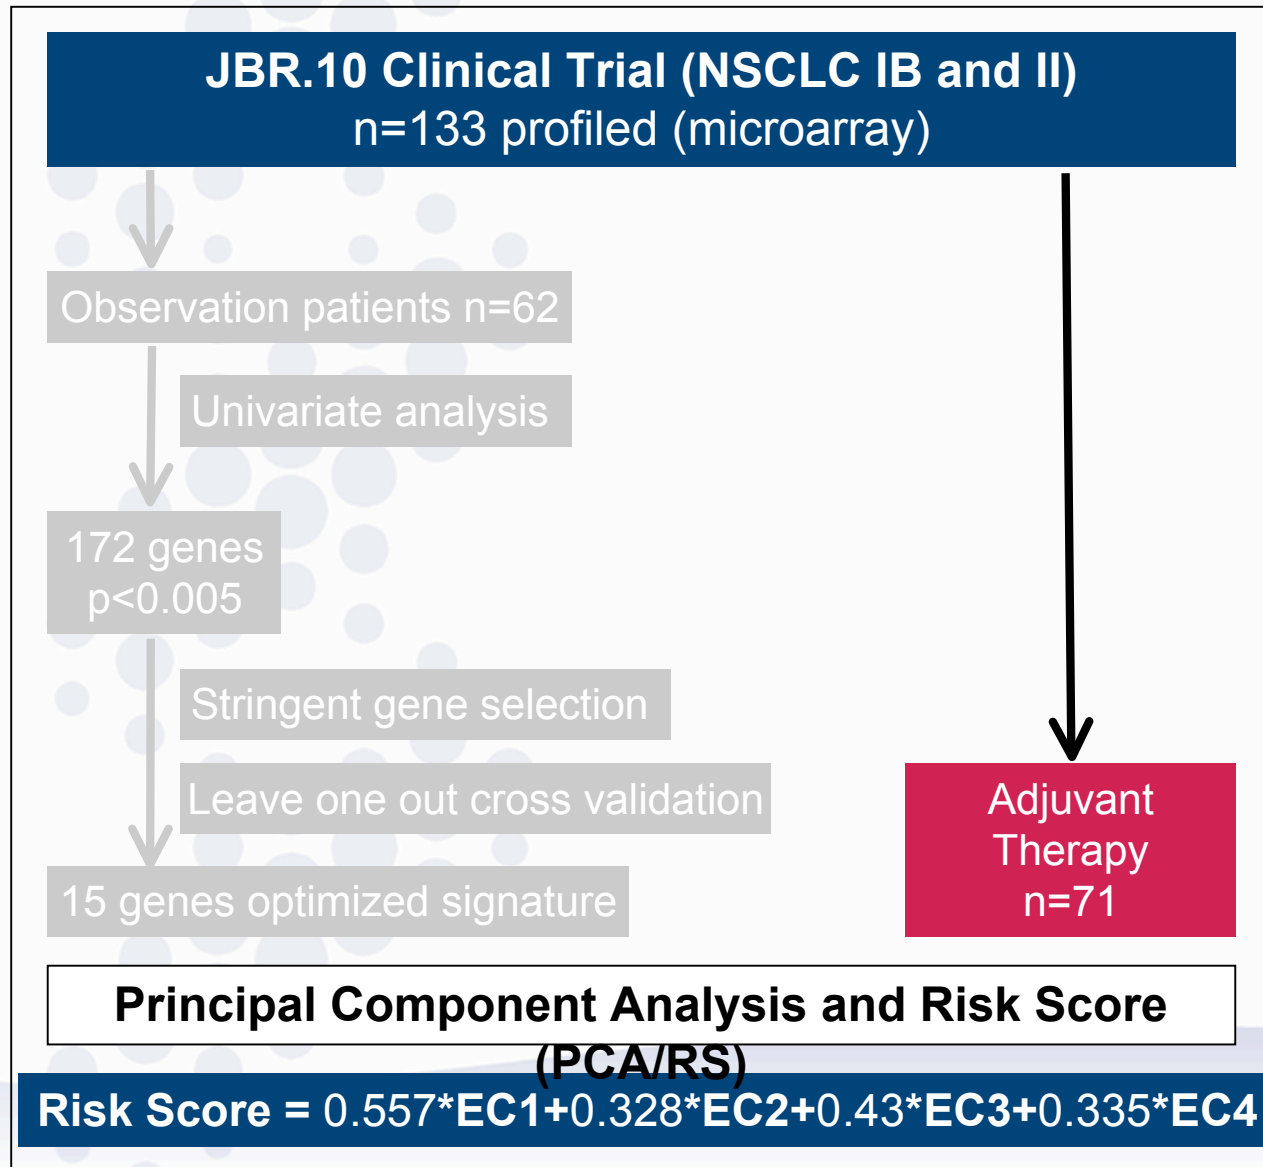 JBR.10 Clinical Trial (NSCLC IB and II)
n=133 profiled (microarray)
Observation patients n=62
Univariate analysis
172 genes
p<0.005
Stringent gene selection
Leave one out cross validation
15 genes optimized signature
Adjuvant
Therapy
n=71
Principal Component Analysis and Risk Score
(PCA/RS)
Risk Score = 0.557*EC1+0.328*EC2+0.43*EC3+0.335*EC4